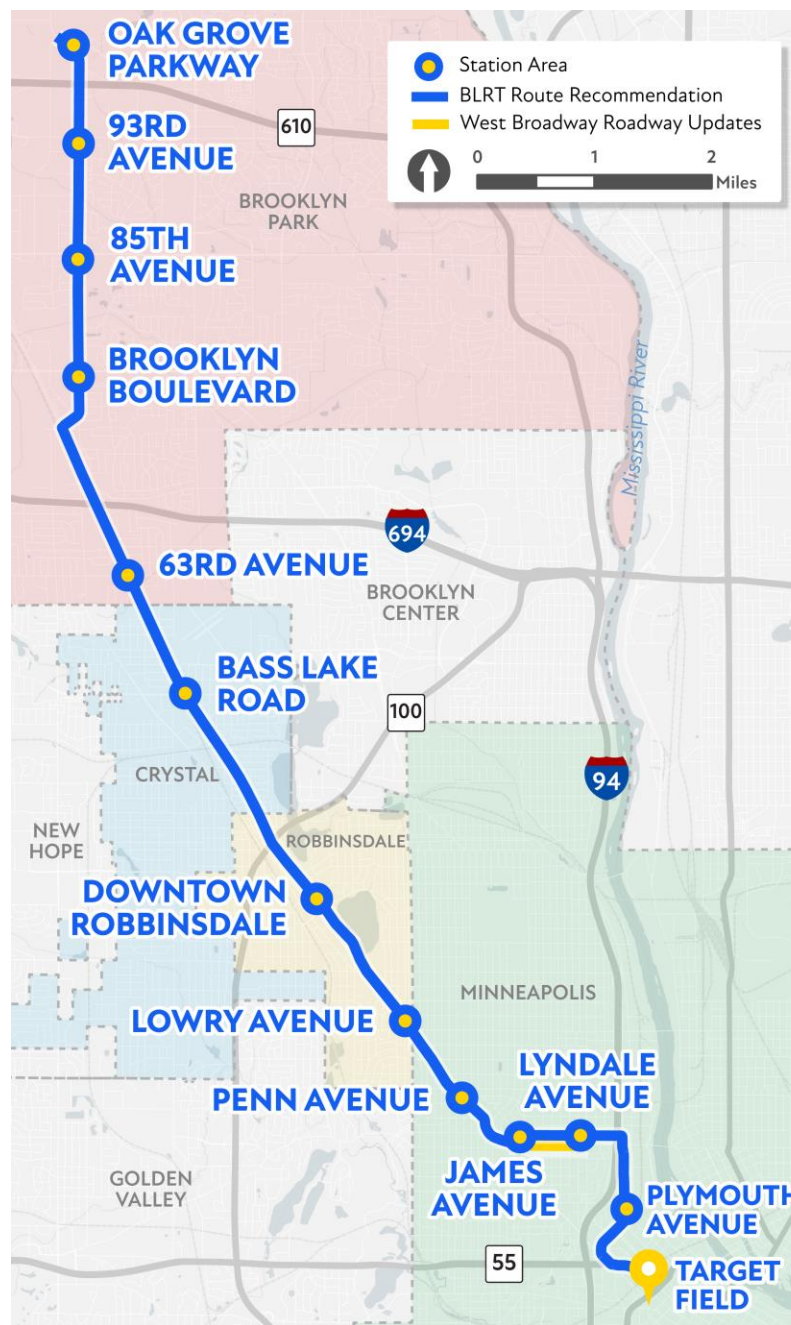 OAK GROVE
PARKWAY
Station Area
BLRT Route Recommendation
West Broadway Roadway Updates
0 1 2
Miles
93RD
AVENUE
610
BROOKLYN
PARK
85TH
AVENUE
BROOKLYN
BOULEVARD
Mississippi River
694
63RD AVENUE
BROOKLYN
CENTER
BASS LAKE
ROAD
100
CRYSTAL
94
NEW
HOPE
ROBBINSDALE
DOWNTOWN
ROBBINSDALE
MINNEAPOLIS
LOWRY AVENUE
LYNDALE
AVENUE
PENN AVENUE
JAMES
AVENUE
GOLDEN
VALLEY
PLYMOUTH
AVENUE
55
TARGET
FIELD